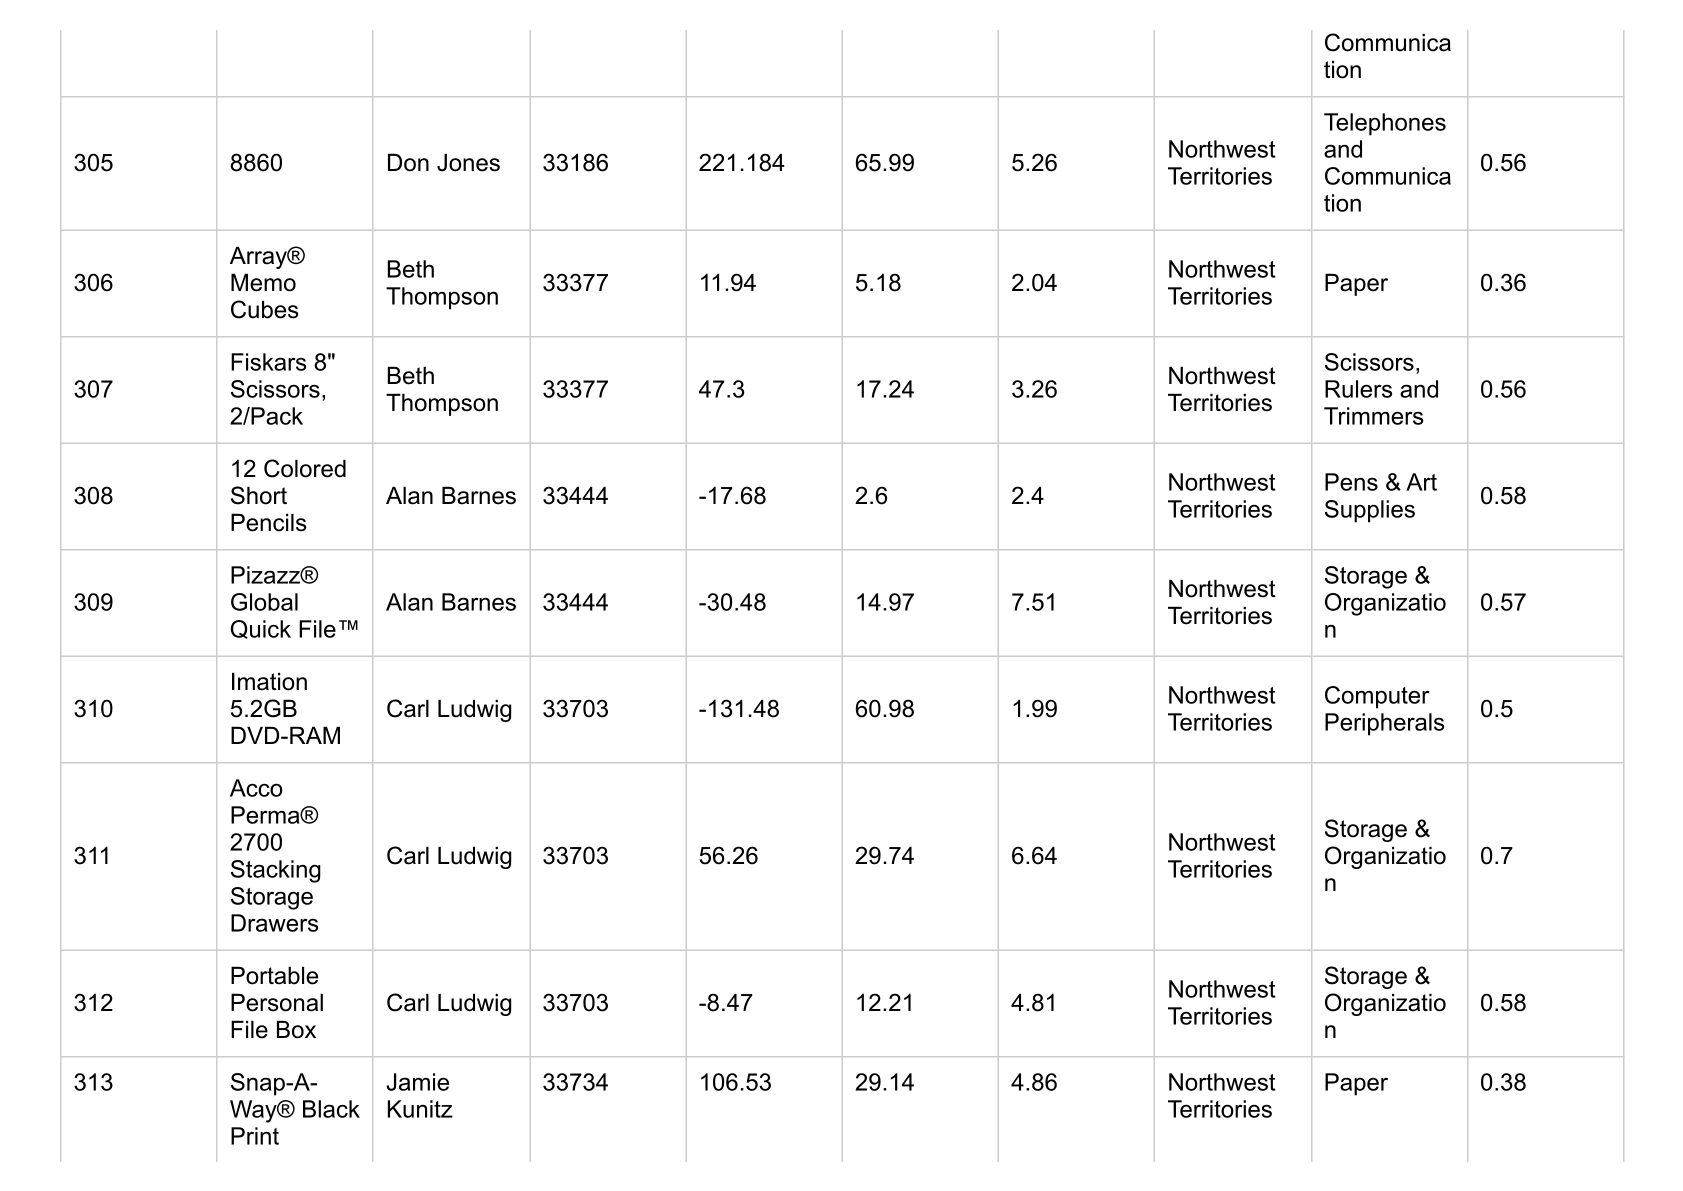 Communica
tion
305
8860
Don Jones
33186
221.184
65.99
5.26
Northwest
Territories
Telephones
and
Communica
tion
0.56
306
Array®
Memo
Cubes
Beth
Thompson
33377
11.94
5.18
2.04
Northwest
Territories
Paper
0.36
307
Fiskars 8"
Scissors,
2/Pack
Beth
Thompson
33377
47.3
17.24
3.26
Northwest
Territories
Scissors,
Rulers and
Trimmers
0.56
308
12 Colored
Short
Pencils
Alan Barnes
33444
-17.68
2.6
2.4
Northwest
Territories
Pens & Art
Supplies
0.58
309
Pizazz®
Global
Quick File™
Alan Barnes
33444
-30.48
14.97
7.51
Northwest
Territories
Storage &
Organizatio
n
0.57
310
Imation
5.2GB
DVD-RAM
Carl Ludwig
33703
-131.48
60.98
1.99
Northwest
Territories
Computer
Peripherals
0.5
311
Acco
Perma®
2700
Stacking
Storage
Drawers
Carl Ludwig
33703
56.26
29.74
6.64
Northwest
Territories
Storage &
Organizatio
n
0.7
312
Portable
Personal
File Box
Carl Ludwig
33703
-8.47
12.21
4.81
Northwest
Territories
Storage &
Organizatio
n
0.58
313
Snap-A-
Way® Black
Print
Jamie
Kunitz
33734
106.53
29.14
4.86
Northwest
Territories
Paper
0.38